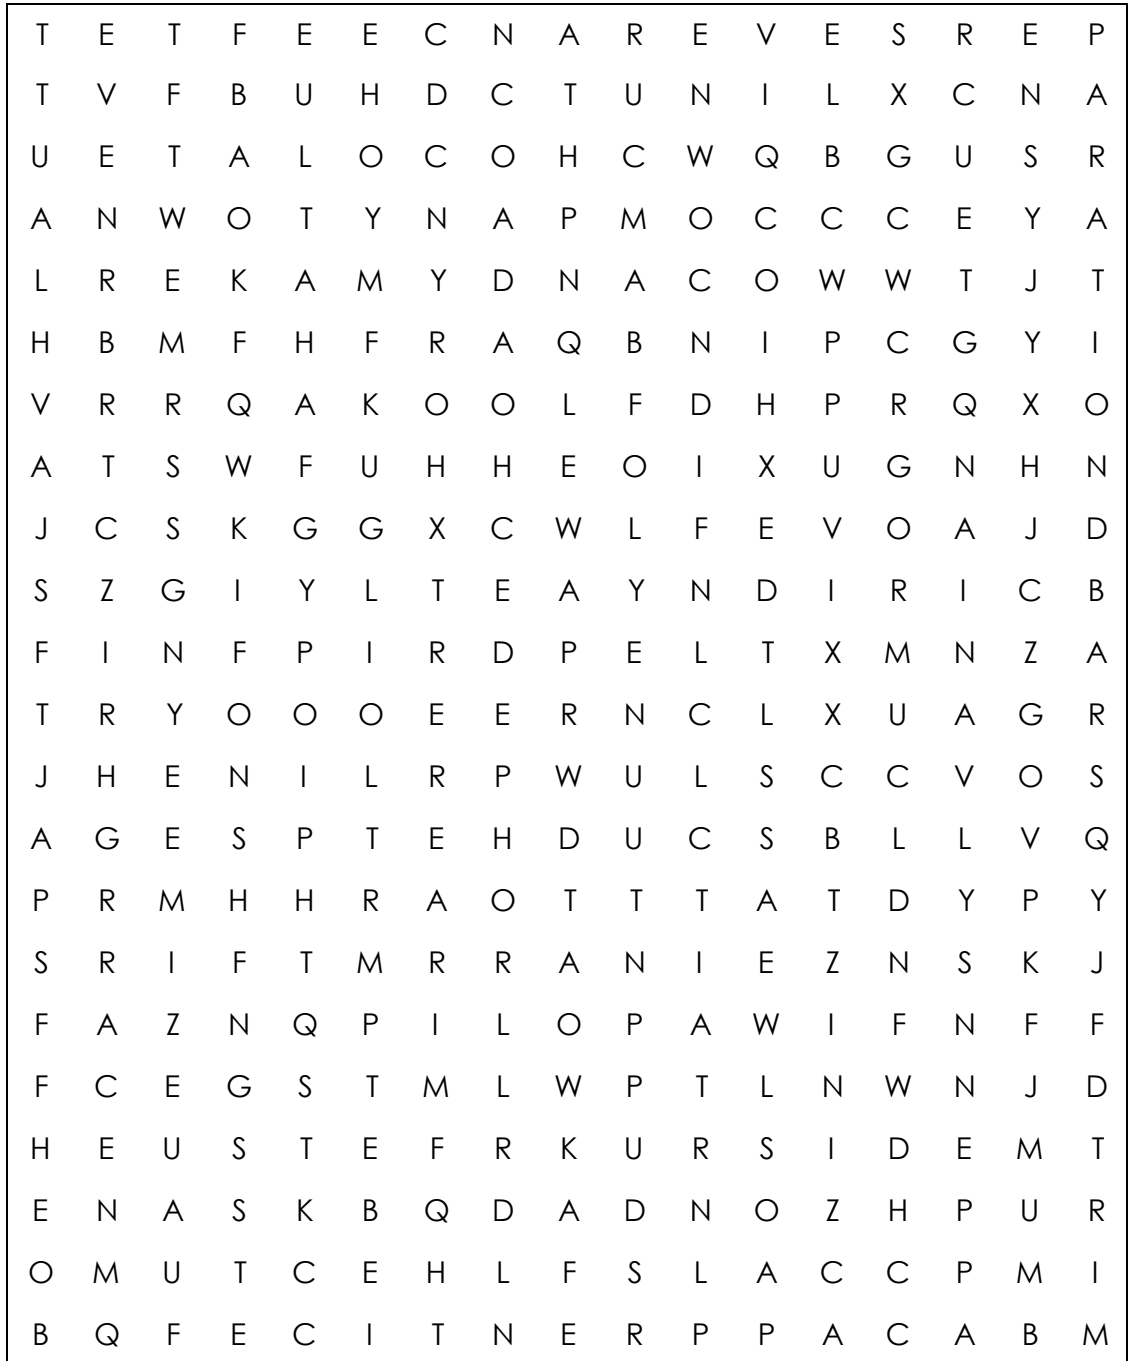 T E T F E E C N A R E V E S R E P
T V F B U H D C T U N I L X C N A
U E T A L O C O H C W Q B G U S R
A N W O T Y N A P M O C C C E Y A
L R E K A M Y D N A C O W W T J T
H B M F H F R A Q B N I P C G Y I
V R R Q A K O O L F D H P R Q X O
A T S W F U H H E O I X U G N H N
J C S K G G X C W L F E V O A J D
S Z G I Y L T E A Y N D I R I C B
F I N F P I R D P E L T X M N Z A
T R Y O O O E E R N C L X U A G R
J H E N I L R P W U L S C C V O S
A G E S P T E H D U C S B L L V Q
P R M H H R A O T T T A T D Y P Y
S R I F T M R R A N I E Z N S K J
F A Z N Q P I L O P A W I F N F F
F C E G S T M L W P T L N W N J D
H E U S T E F R K U R S I D E M T
E N A S K B Q D A D N O Z H P U R
O M U T C E H L F S L A C C P M I
B Q F E C I T N E R P P A C A B M